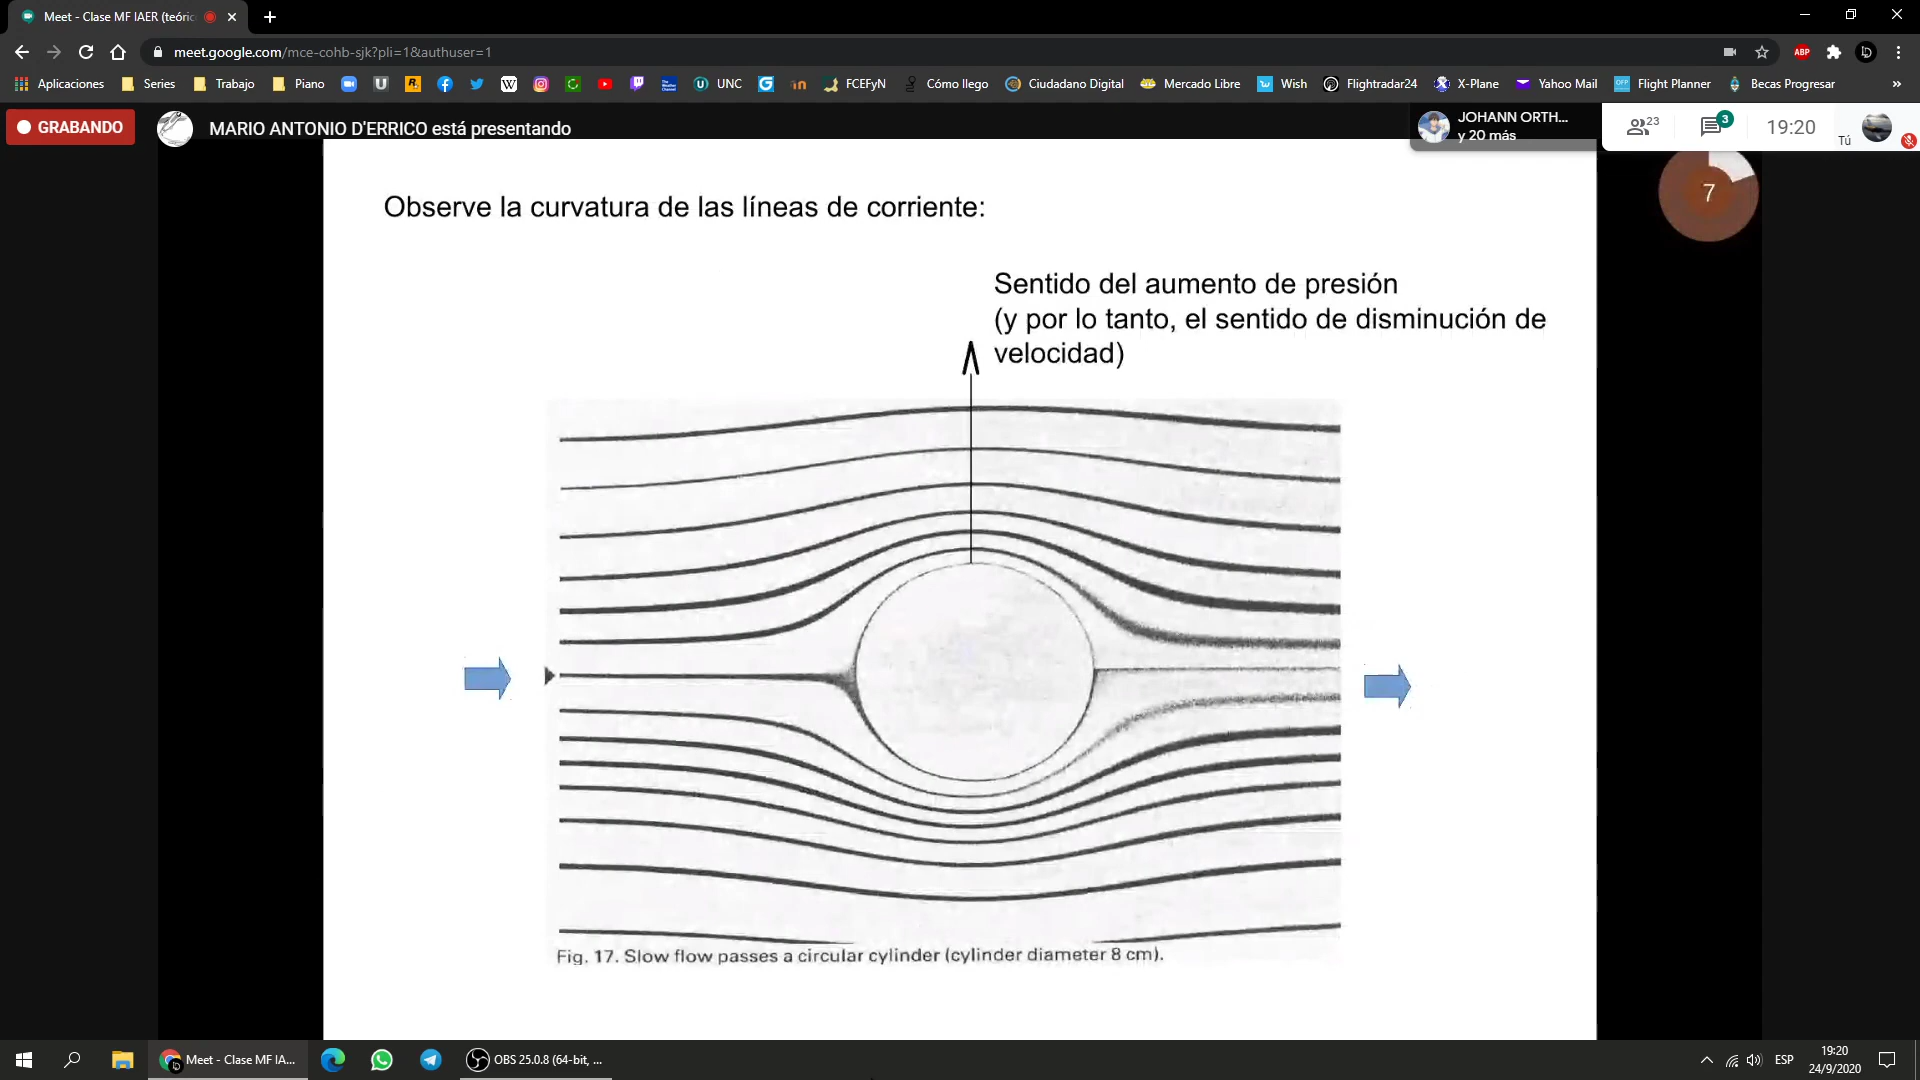 Meet - Clase MF IAER (teóric
meet.google.com/mce-cohb-sjk?pli=1&authuser=1
ABP
Aplicaciones
Series
Trabajo
Piano
UNC
FCEFyN
Cómo llego
Ciudadano Digital
Mercado Libre
Wish
Flightradar24
X-Plane
Yahoo Mail
Flight Planner
Becas Progresar
»
GRABANDO
MARIO ANTONIO D'ERRICO está presentando
JOHANN ORTH...
y 20 más
23
3
19:20
Tú
7
Observe la curvatura de las líneas de corriente:
Sentido del aumento de presión
(y por lo tanto, el sentido de disminución de
velocidad)
Fig. 17. Slow flow passes a circular cylinder (cylinder diameter 8 cm).
Meet - Clase MF IA...
OBS 25.0.8 (64-bit, ...
ESP
19:20
24/9/2020